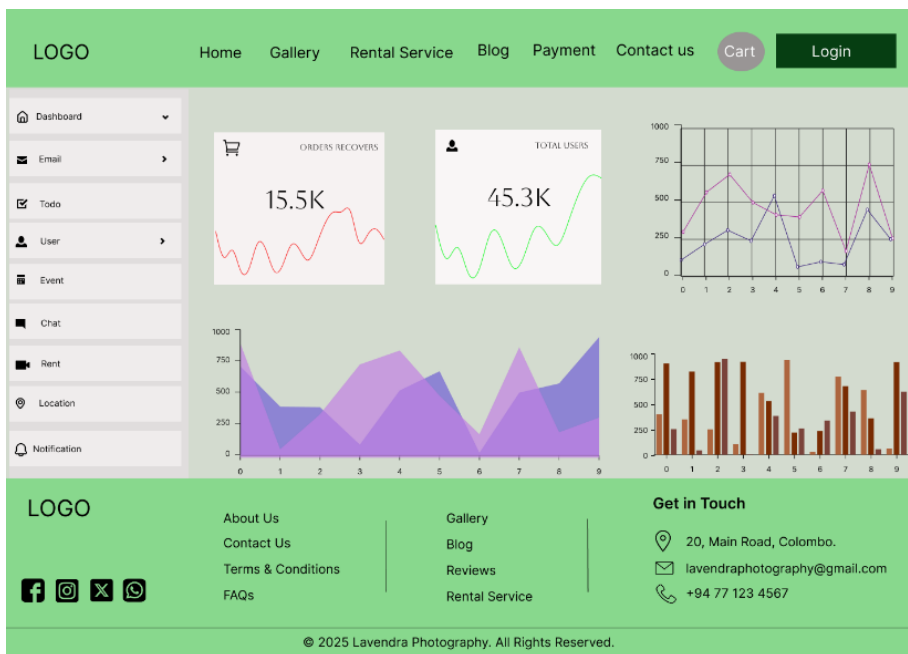 LOGO
Home
Gallery
Rental Service
Blog
Payment
Contact us
Cart
Login
Dashboard
Email
Todo
User
Event
Chat
Rent
Location
Notification
ORDERS RECOVERS
15.5K
TOTAL USERS
45.3K
1000
750
500
250
0
0 1 2 3 4 5 6 7 8 9
1000
750
500
250
0
0 1 2 3 4 5 6 7 8 9
1000
750
500
250
0
0 1 2 3 4 5 6 7 8 9
LOGO
About Us
Contact Us
Terms & Conditions
FAQs
Gallery
Blog
Reviews
Rental Service
Get in Touch
20, Main Road, Colombo.
lavendraphotography@gmail.com
+94 77 123 4567
© 2025 Lavendra Photography. All Rights Reserved.